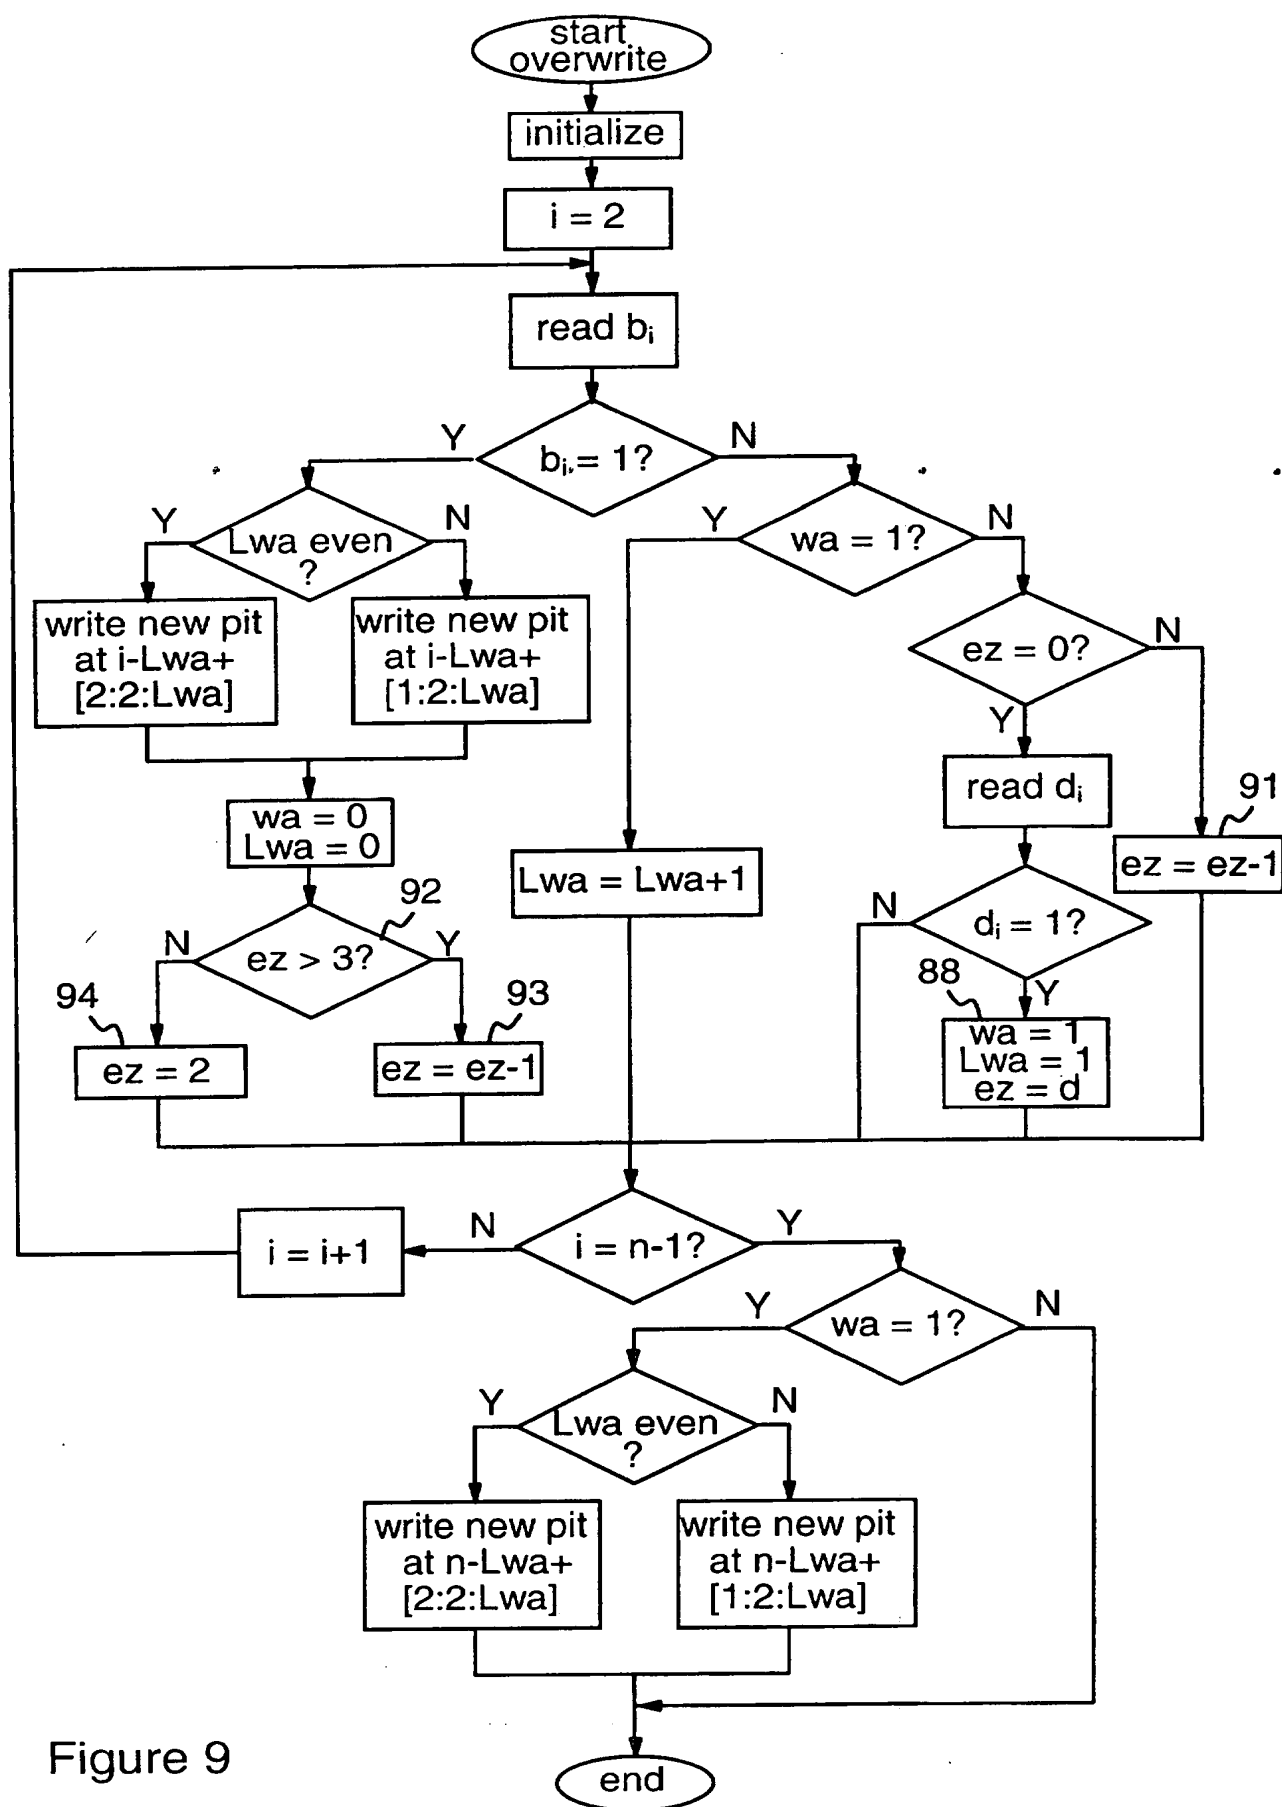 start
overwrite
initialize
i = 2
read bᵢ
bᵢ = 1?
Y
N
Lwa even
?
Y
N
wa = 1?
Y
N
write new pit
at i-Lwa+
[2:2:Lwa]
write new pit
at i-Lwa+
[1:2:Lwa]
ez = 0?
N
Y
read dᵢ
91
wa = 0
Lwa = 0
Lwa = Lwa+1
ez = ez-1
92
N
ez > 3?
Y
N
dᵢ = 1?
88
Y
94
93
ez = 2
ez = ez-1
wa = 1
Lwa = 1
ez = d
i = i+1
N
i = n-1?
Y
Y
wa = 1?
N
Y
Lwa even
?
N
write new pit
at n-Lwa+
[2:2:Lwa]
write new pit
at n-Lwa+
[1:2:Lwa]
Figure 9
end